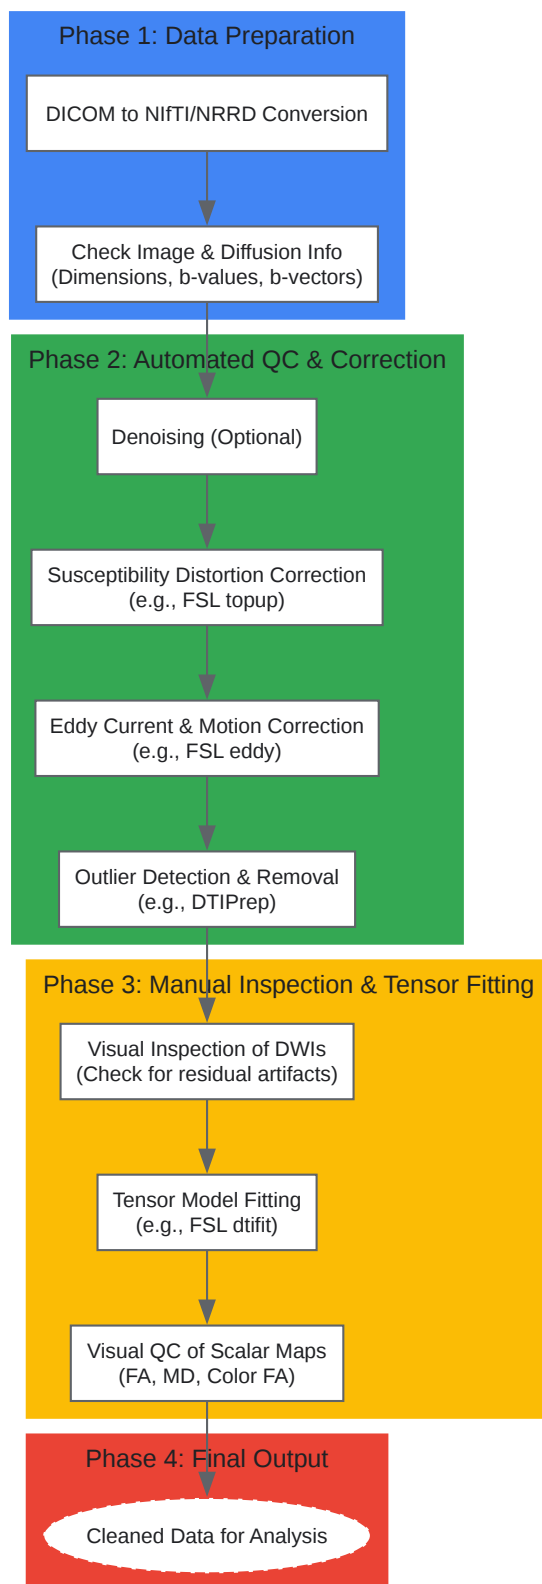 Phase 1: Data Preparation
DICOM to NIfTI/NRRD Conversion
Check Image & Diffusion Info
(Dimensions, b-values, b-vectors)
Phase 2: Automated QC & Correction
Denoising (Optional)
Susceptibility Distortion Correction
(e.g., FSL topup)
Eddy Current & Motion Correction
(e.g., FSL eddy)
Outlier Detection & Removal
(e.g., DTIPrep)
Phase 3: Manual Inspection & Tensor Fitting
Visual Inspection of DWIs
(Check for residual artifacts)
Tensor Model Fitting
(e.g., FSL dtifit)
Visual QC of Scalar Maps
(FA, MD, Color FA)
Phase 4: Final Output
Cleaned Data for Analysis